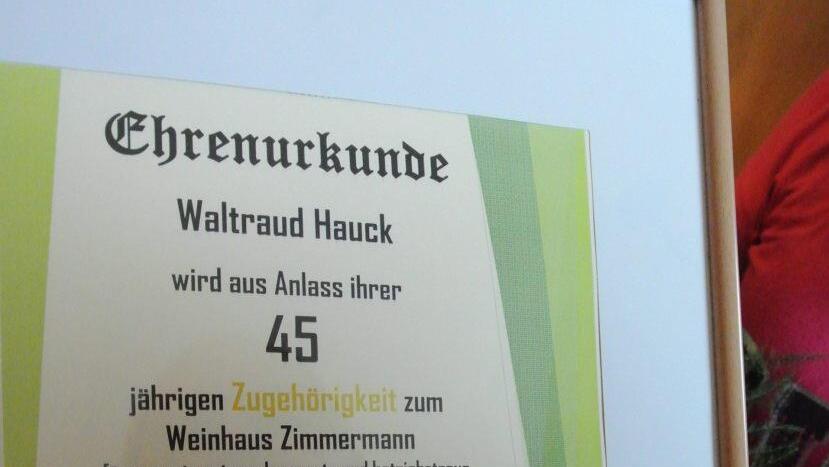 Ehrenurkunde
Waltraud Hauck
wird aus Anlass ihrer
45
jährigen Zugehörigkeit zum
Weinhaus Zimmermann